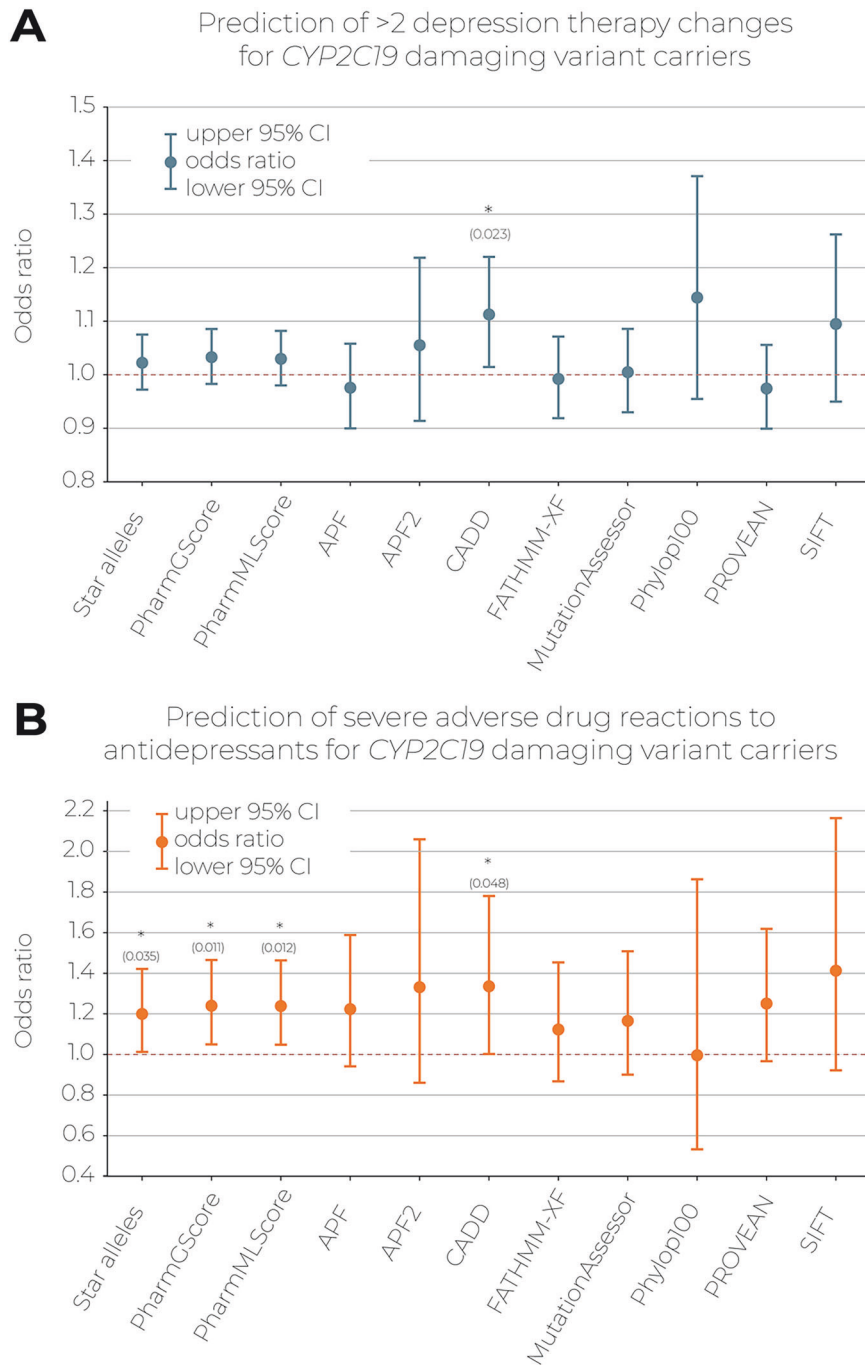 A
Prediction of >2 depression therapy changes
for CYP2C19 damaging variant carriers
1.5
1.4
1.3
1.2
1.1
1.0
0.9
0.8
Odds ratio
upper 95% CI
odds ratio
lower 95% CI
*
(0.023)
Star alleles
PharmGScore
PharmMLScore
APF
APF2
CADD
FATHMM-XF
MutationAssessor
Phylop100
PROVEAN
SIFT
B
Prediction of severe adverse drug reactions to
antidepressants for CYP2C19 damaging variant carriers
2.2
2.0
1.8
1.6
1.4
1.2
1.0
0.8
0.6
0.4
Odds ratio
upper 95% CI
odds ratio
lower 95% CI
*
(0.035)
*
(0.011)
*
(0.012)
*
(0.048)
Star alleles
PharmGScore
PharmMLScore
APF
APF2
CADD
FATHMM-XF
MutationAssessor
Phylop100
PROVEAN
SIFT